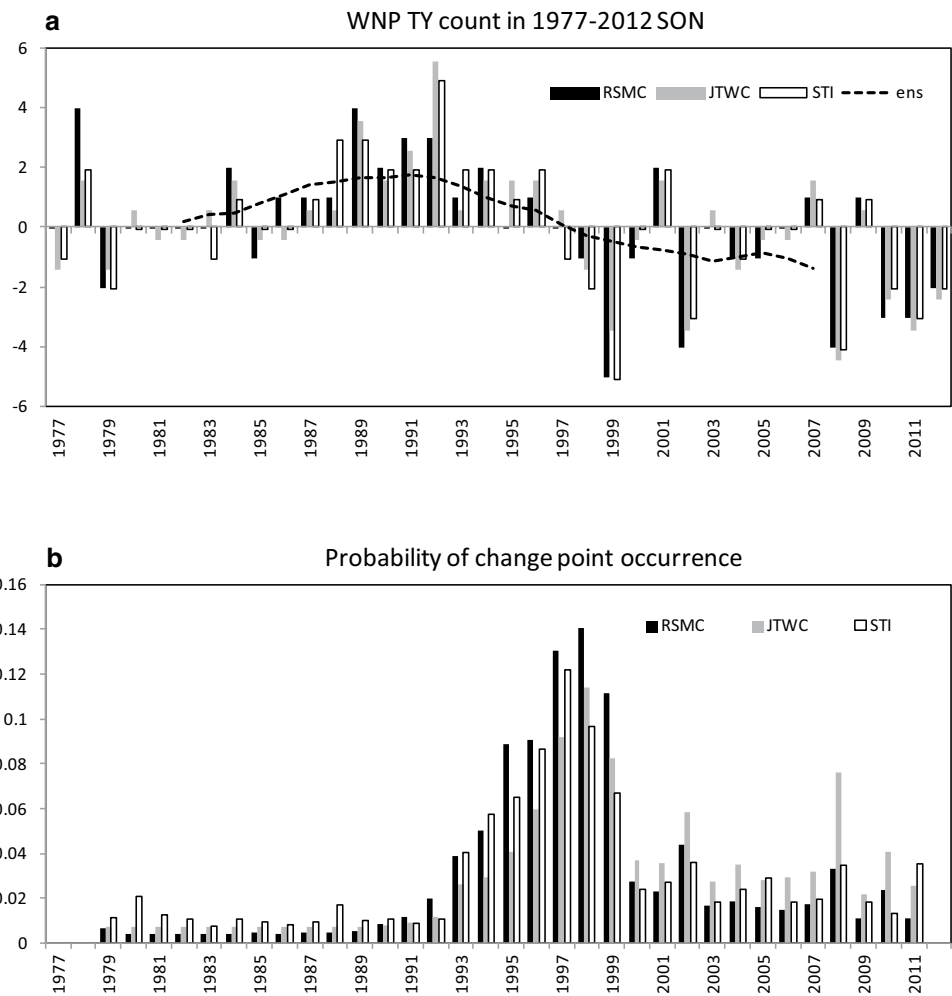 a
WNP TY count in 1977-2012 SON
6
4
2
0
-2
-4
-6
RSMC JTWC STI ens
1977 1979 1981 1983 1985 1987 1989 1991 1993 1995 1997 1999 2001 2003 2005 2007 2009 2011
b
Probability of change point occurrence
0.16
0.14
0.12
0.1
0.08
0.06
0.04
0.02
0
RSMC JTWC STI
1977 1979 1981 1983 1985 1987 1989 1991 1993 1995 1997 1999 2001 2003 2005 2007 2009 2011